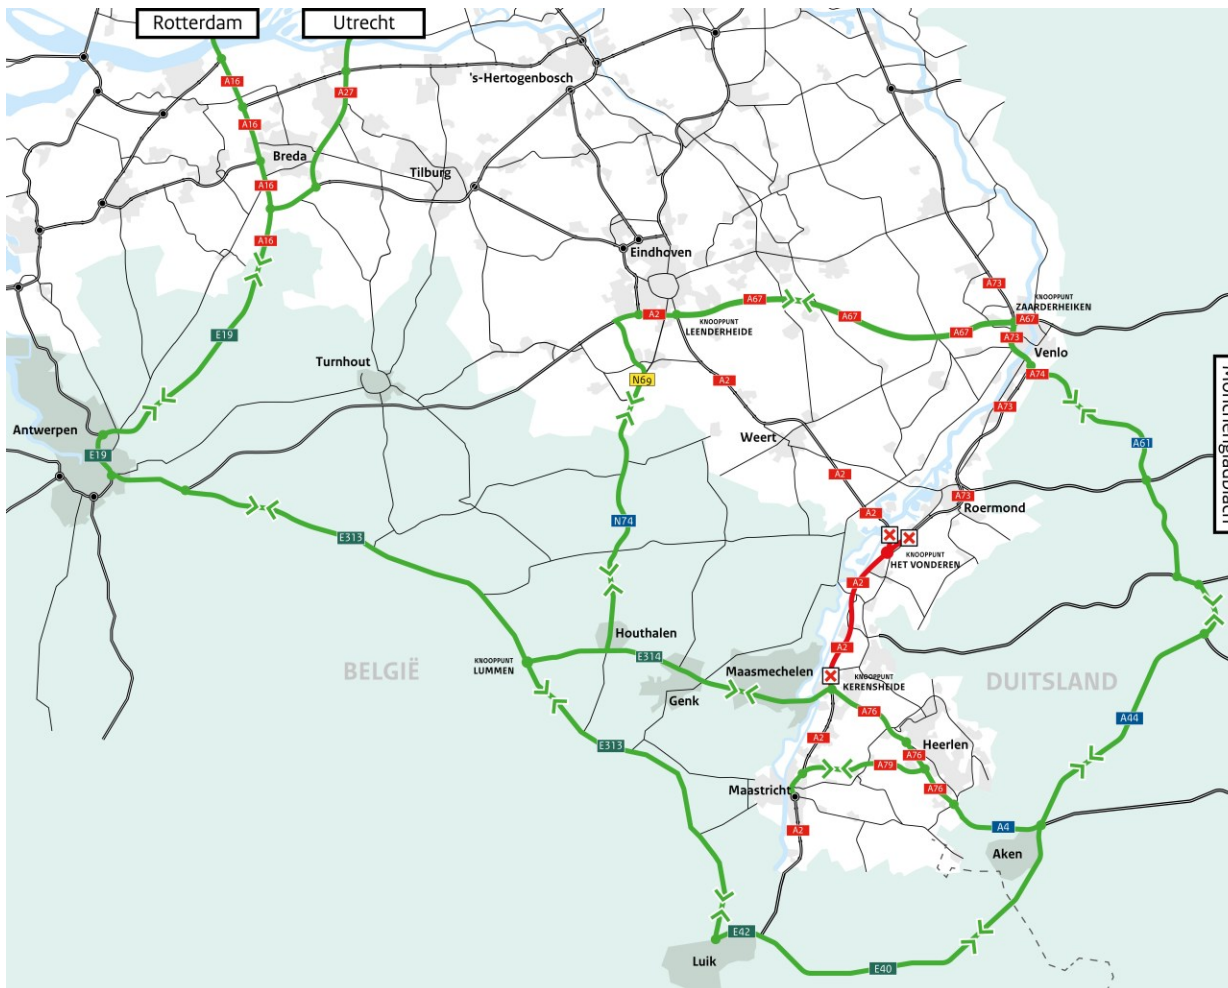 Rotterdam
Utrecht
A16
A27
's-Hertogenbosch
A16
Breda
Tilburg
A16
A16
Eindhoven
A73
KNOOPPUNT
ZAARDERHEIKEN
A67
A2
A67
A67
A67
A73
KNOOPPUNT
LEENDERHEIDE
E19
Venlo
Turnhout
N69
A2
A74
A73
Antwerpen
E19
Weert
A61
A2
A73
Roermond
A2
N74
E313
KNOOPPUNT
HET VONDEREN
A2
Houthalen
A2
E314
KNOOPPUNT
LUMMEN
BELGIË
Maasmechelen
Genk
KNOOPPUNT
KERENSHEIDE
DUITSLAND
A76
A44
A2
E313
Heerlen
A76
A79
A76
Maastricht
A2
A4
Aken
E42
Luik
E40
Mönchengladbach